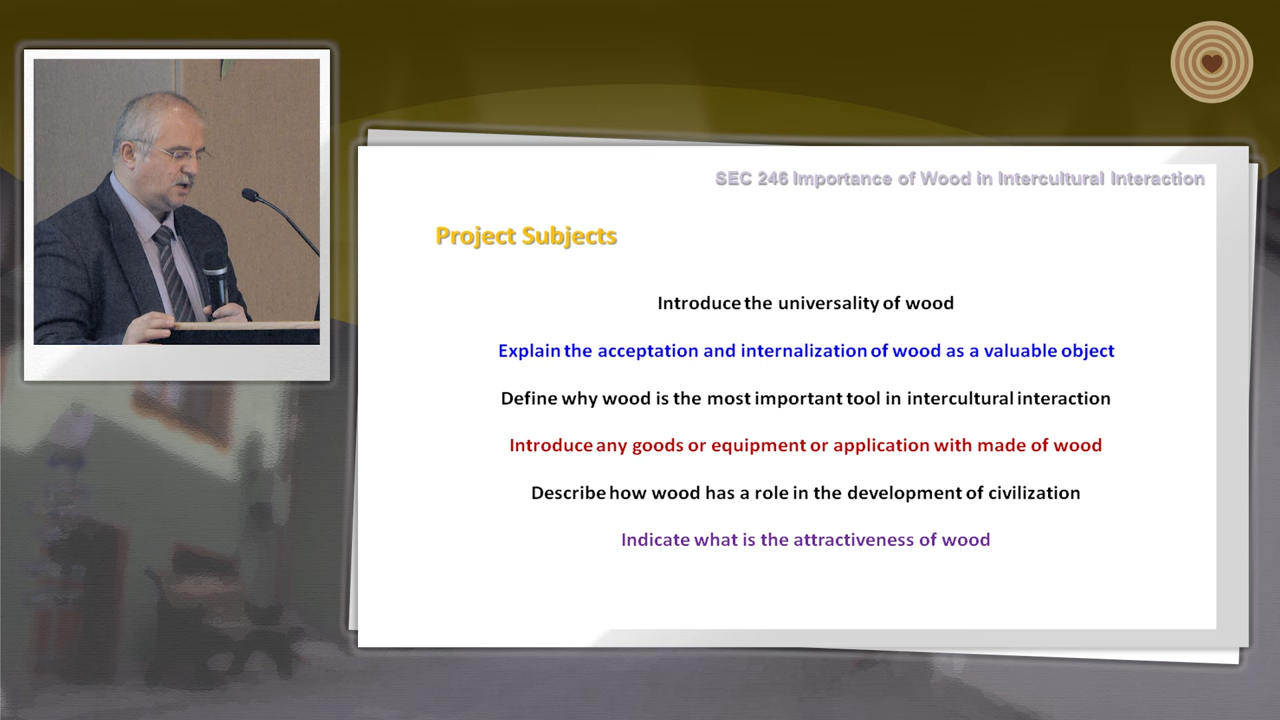 SEC 246 Importance of Wood in Intercultural Interaction
Project Subjects
Introduce the universality of wood
Explain the acceptation and internalization of wood as a valuable object
Define why wood is the most important tool in intercultural interaction
Introduce any goods or equipment or application with made of wood
Describe how wood has a role in the development of civilization
Indicate what is the attractiveness of wood